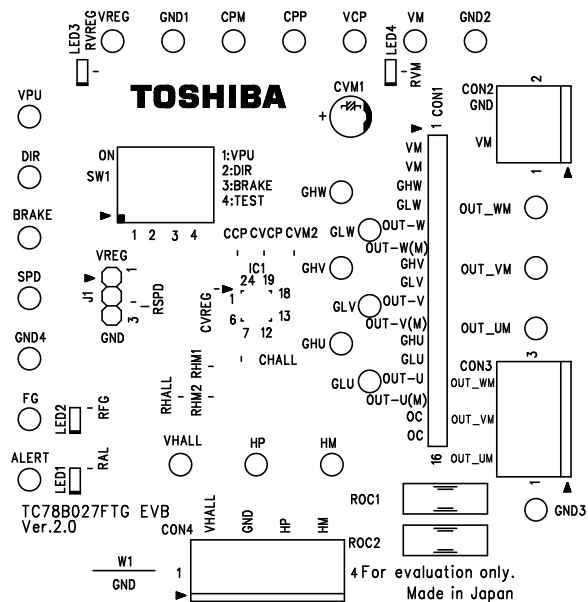 VREG GND1 CPM CPP VCP VM GND2
LED3
RVREG
LED4
RVM
TOSHIBA
CVM1
+
CON1
CON2
GND
VM
2
1
VPU
DIR
BRAKE
SPD
GND4
FG
ALERT
ON
SW1
1 2 3 4
1:VPU
2:DIR
3:BRAKE
4:TEST
VREG
J1
1
3
GND
RSPD
CCP CVCP CVM2
IC1
24 19
1 18
6 13
7 12
CVREG
CHALL
RHM1
RHM2
RHALL
GHW
GLW
GHV
GLV
GHU
GLU
1
VM
VM
GHW
GLW
OUT-W
OUT-W(M)
GHV
GLV
OUT-V
OUT-V(M)
GHU
GLU
OUT-U
OUT-U(M)
OC
OC
16
OUT_WM
OUT_VM
OUT_UM
CON3
3
OUT_WM
OUT_VM
OUT_UM
1
GND3
LED2
RFG
LED1
RAL
VHALL HP HM
TC78B027FTG EVB
Ver.2.0
CON4
VHALL
GND
HP
HM
1
4
W1
GND
ROC1
ROC2
For evaluation only.
Made in Japan